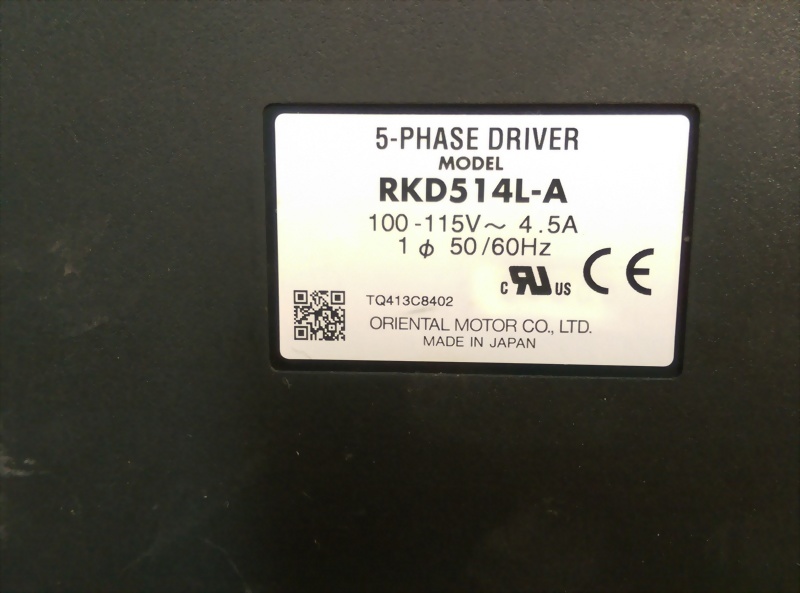 5-PHASE DRIVER
MODEL
RKD514L-A
100-115V～ 4.5A
1 ϕ 50/60Hz
c RU US CE
TQ413C8402
ORIENTAL MOTOR CO., LTD.
MADE IN JAPAN